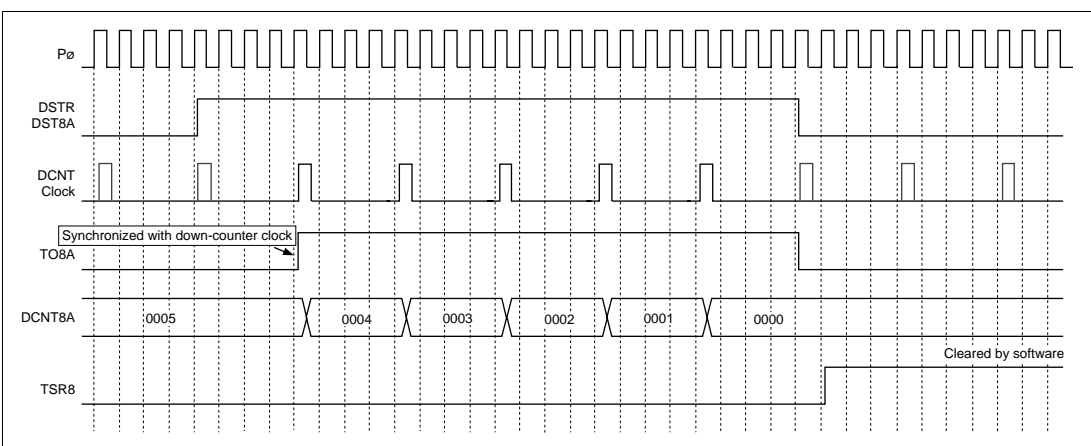 Pø
DSTR
DST8A
DCNT
Clock
Synchronized with down-counter clock
TO8A
DCNT8A
0005
0004
0003
0002
0001
0000
Cleared by software
TSR8